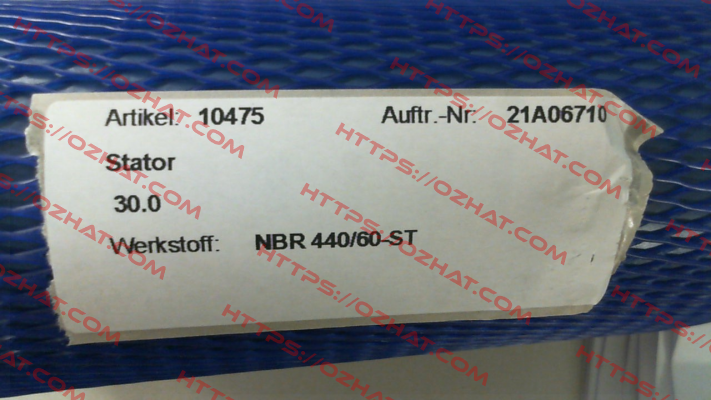 Artikel: 10475 Auftr.-Nr: 21A06710
Stator
30.0
Werkstoff: NBR 440/60-ST
HTTPS://OZHAT.COM